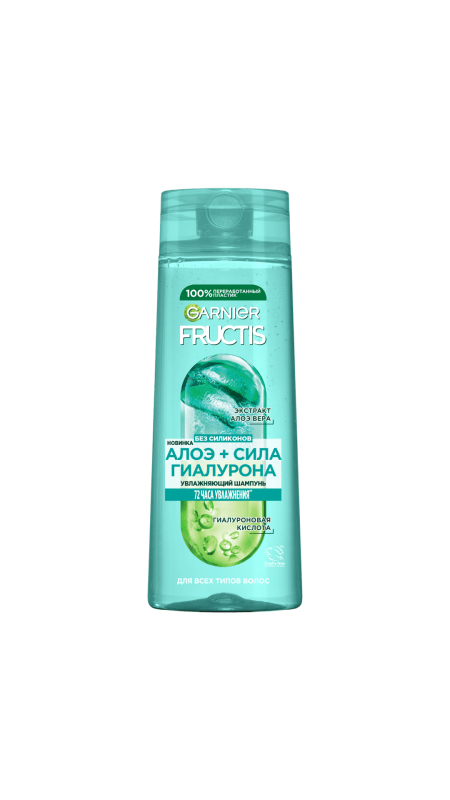 100% ПЕРЕРАБОТАННЫЙ
ПЛАСТИК
GARNIER
FRUCTIS
ЭКСТРАКТ
АЛОЭ ВЕРА
БЕЗ СИЛИКОНОВ
НОВИНКА
АЛОЭ + СИЛА
ГИАЛУРОНА
УВЛАЖНЯЮЩИЙ ШАМПУНЬ
72 ЧАСА УВЛАЖНЕНИЯ*
ГИАЛУРОНОВАЯ
КИСЛОТА
ДЛЯ ВСЕХ ТИПОВ ВОЛОС